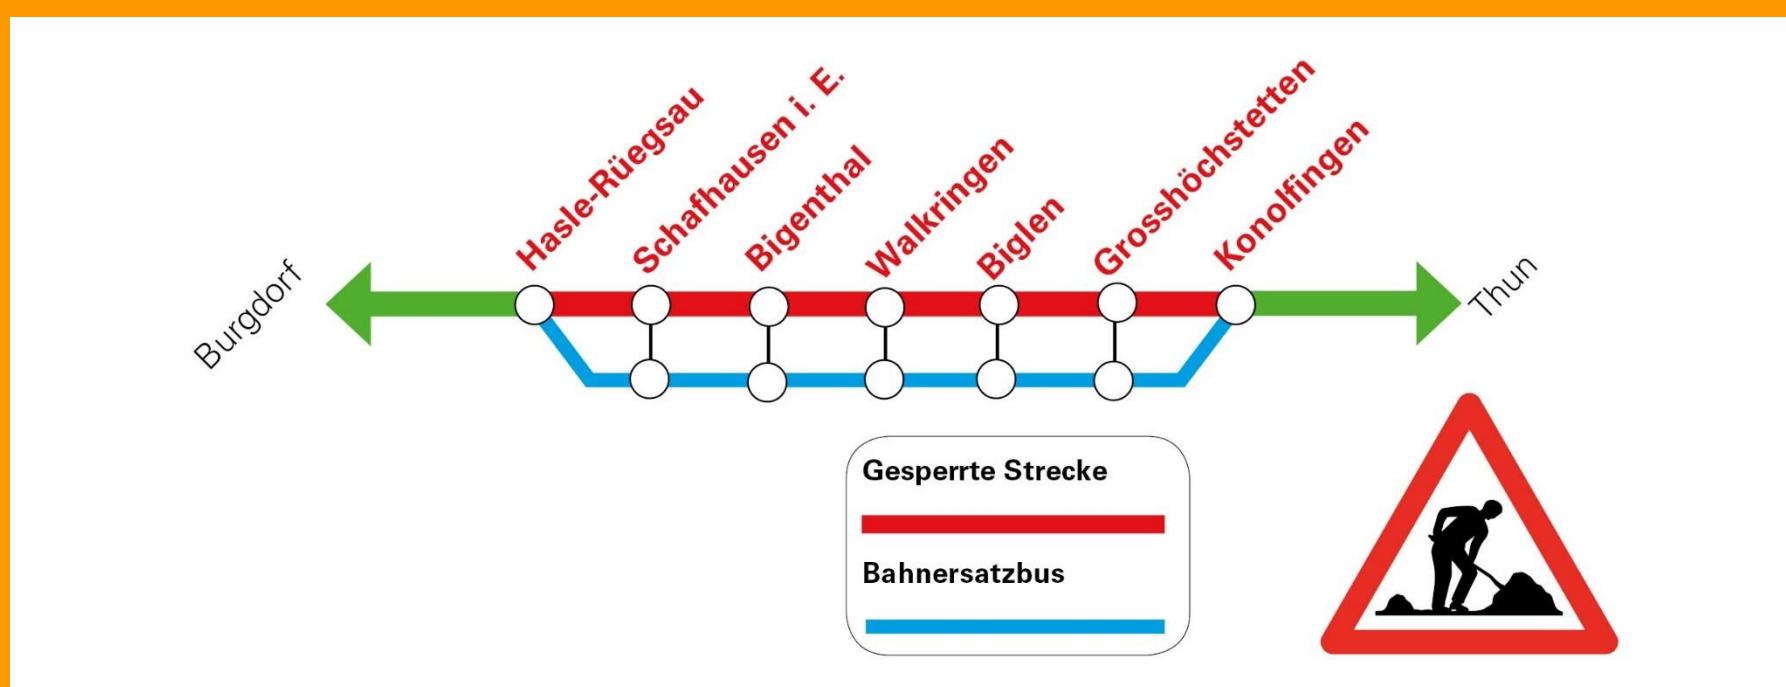 Burgdorf
Hasle-Rüegsau
Schafhausen i. E.
Bigenthal
Walkringen
Biglen
Grosshöchstetten
Konolfingen
Thun
Gesperrte Strecke
Bahnersatzbus